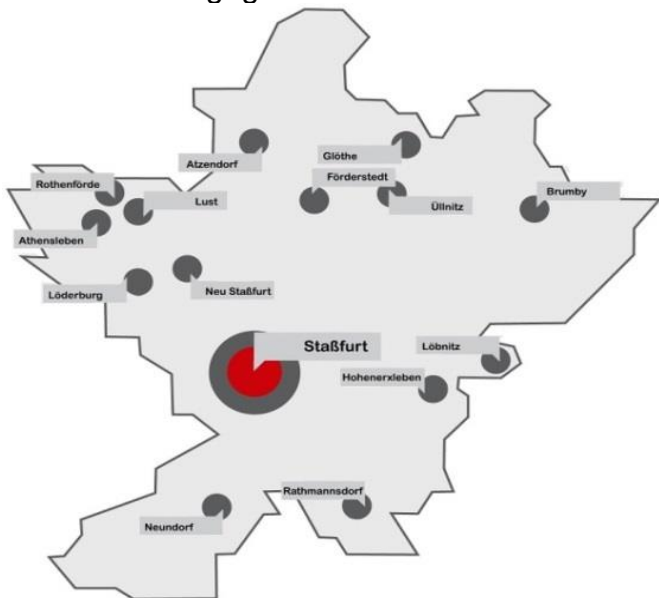 Atzendorf
Glöthe
Förderstedt
Rothenförde
Lust
Üllnitz
Brumby
Athensleben
Löderburg
Neu Staßfurt
Staßfurt
Löbnitz
Hohenerxleben
Rathmannsdorf
Neundorf